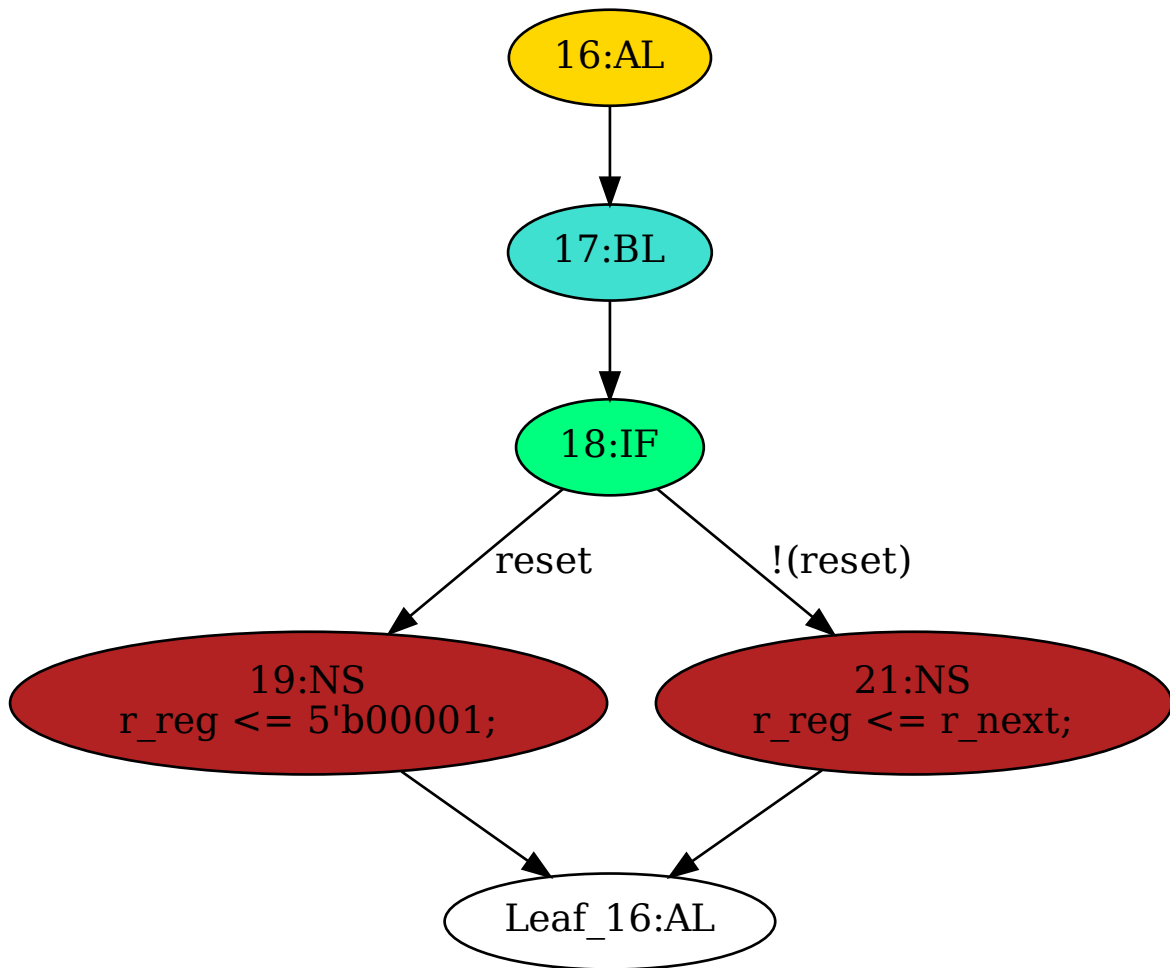 16:AL
17:BL
18:IF
reset
!(reset)
19:NS
r_reg <= 5'b00001;
21:NS
r_reg <= r_next;
Leaf_16:AL